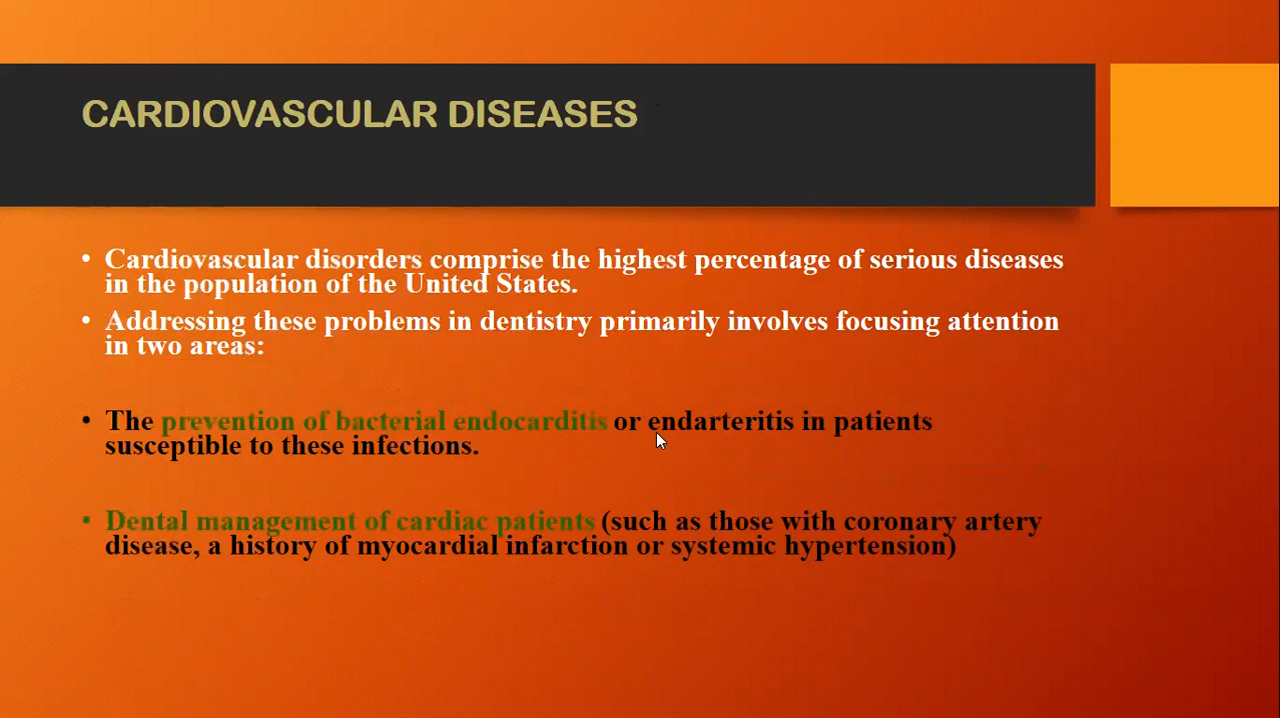 CARDIOVASCULAR DISEASES
• Cardiovascular disorders comprise the highest percentage of serious diseases
in the population of the United States.
• Addressing these problems in dentistry primarily involves focusing attention
in two areas:
• The prevention of bacterial endocarditis or endarteritis in patients
susceptible to these infections.
• Dental management of cardiac patients (such as those with coronary artery
disease, a history of myocardial infarction or systemic hypertension)